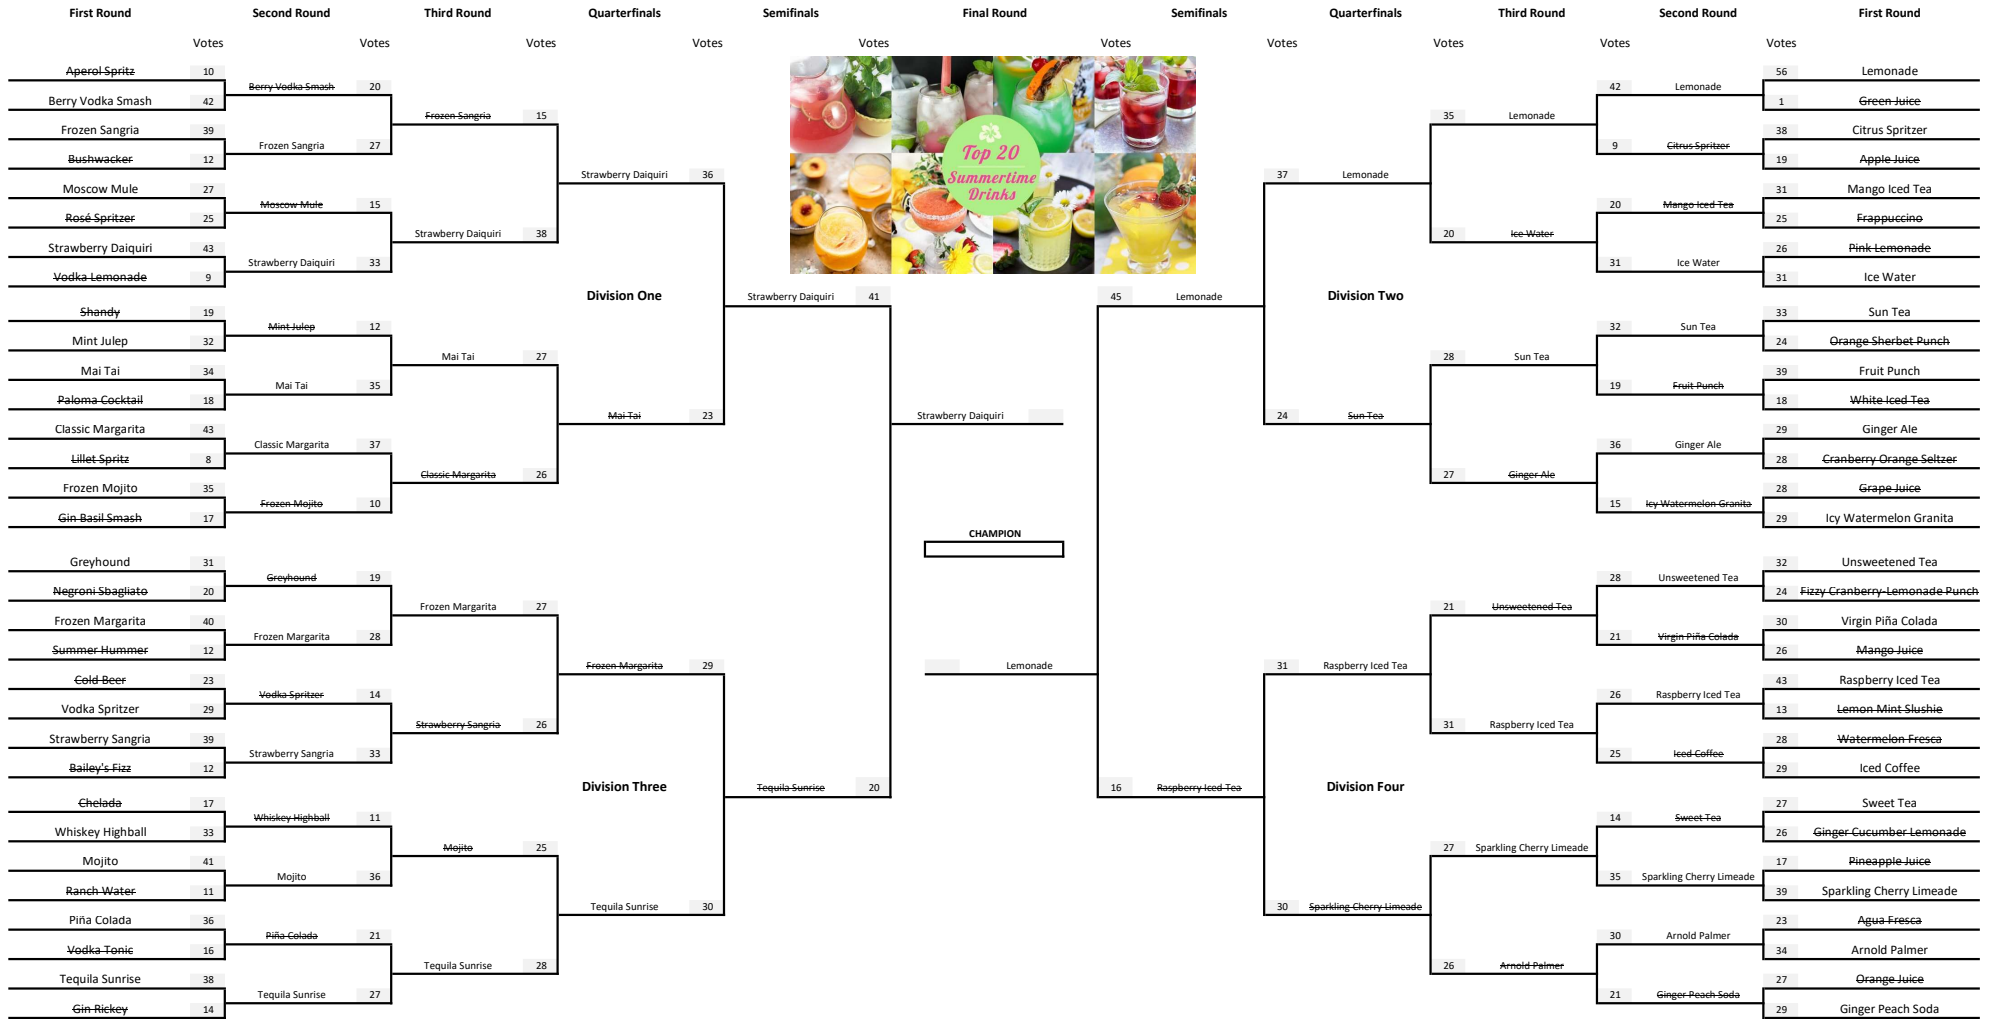 First Round Second Round Third Round Quarterfinals Semifinals Final Round Semifinals Quarterfinals Third Round Second Round First Round
Votes Votes Votes Votes Votes Votes Votes Votes Votes Votes
Aperol Spritz 10 56 Lemonade
Berry Vodka Smash 20 42 Lemonade
Berry Vodka Smash 42 1 Green Juice
Frozen Sangria 15 35 Lemonade
Frozen Sangria 39 38 Citrus Spritzer
Frozen Sangria 27 9 Citrus Spritzer
Bushwacker 12 19 Apple Juice
Top 20
Summertime
Drinks
Strawberry Daiquiri 36 37 Lemonade
Moscow Mule 27 31 Mango Iced Tea
Moscow Mule 15 20 Mango Iced Tea
Rosé Spritzer 25 25 Frappuccino
Strawberry Daiquiri 38 20 Ice Water
Strawberry Daiquiri 43 26 Pink Lemonade
Strawberry Daiquiri 33 31 Ice Water
Vodka Lemonade 9 31 Ice Water
Division One Strawberry Daiquiri 41 45 Lemonade Division Two
Shandy 19 33 Sun Tea
Mint Julep 12 32 Sun Tea
Mint Julep 32 24 Orange Sherbet Punch
Mai Tai 27 28 Sun Tea
Mai Tai 34 39 Fruit Punch
Mai Tai 35 19 Fruit Punch
Paloma Cocktail 18 18 White Iced Tea
Mai Tai 23 Strawberry Daiquiri 24 Sun Tea
Classic Margarita 43 29 Ginger Ale
Classic Margarita 37 36 Ginger Ale
Lillet Spritz 8 28 Cranberry Orange Seltzer
Classic Margarita 26 27 Ginger Ale
Frozen Mojito 35 28 Grape Juice
Frozen Mojito 10 15 Icy Watermelon Granita
Gin Basil Smash 17 29 Icy Watermelon Granita
CHAMPION
Greyhound 31 32 Unsweetened Tea
Greyhound 19 28 Unsweetened Tea
Negroni Sbagliato 20 24 Fizzy Cranberry-Lemonade Punch
Frozen Margarita 27 21 Unsweetened Tea
Frozen Margarita 40 30 Virgin Piña Colada
Frozen Margarita 28 21 Virgin Piña Colada
Summer Hummer 12 26 Mango Juice
Frozen Margarita 29 Lemonade 31 Raspberry Iced Tea
Cold Beer 23 43 Raspberry Iced Tea
Vodka Spritzer 14 26 Raspberry Iced Tea
Vodka Spritzer 29 13 Lemon Mint Slushie
Strawberry Sangria 26 31 Raspberry Iced Tea
Strawberry Sangria 39 28 Watermelon Fresca
Strawberry Sangria 33 25 Iced Coffee
Bailey's Fizz 12 29 Iced Coffee
Division Three Tequila Sunrise 20 16 Raspberry Iced Tea Division Four
Chelada 17 27 Sweet Tea
Whiskey Highball 11 14 Sweet Tea
Whiskey Highball 33 26 Ginger Cucumber Lemonade
Mojito 25 27 Sparkling Cherry Limeade
Mojito 41 17 Pineapple Juice
Mojito 36 35 Sparkling Cherry Limeade
Ranch Water 11 39 Sparkling Cherry Limeade
Tequila Sunrise 30 30 Sparkling Cherry Limeade
Piña Colada 36 23 Agua Fresca
Piña Colada 21 30 Arnold Palmer
Vodka Tonic 16 34 Arnold Palmer
Tequila Sunrise 28 26 Arnold Palmer
Tequila Sunrise 38 27 Orange Juice
Tequila Sunrise 27 21 Ginger Peach Soda
Gin Rickey 14 29 Ginger Peach Soda